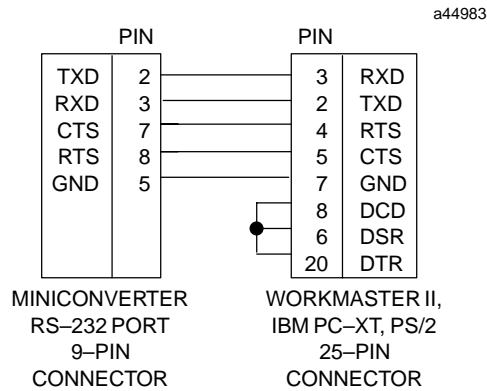 a44983
PIN PIN
TXD 2 3 RXD
RXD 3 2 TXD
CTS 7 4 RTS
RTS 8 5 CTS
GND 5 7 GND
8 DCD
6 DSR
20 DTR
MINICONVERTER WORKMASTER II,
RS–232 PORT IBM PC–XT, PS/2
9–PIN 25–PIN
CONNECTOR CONNECTOR